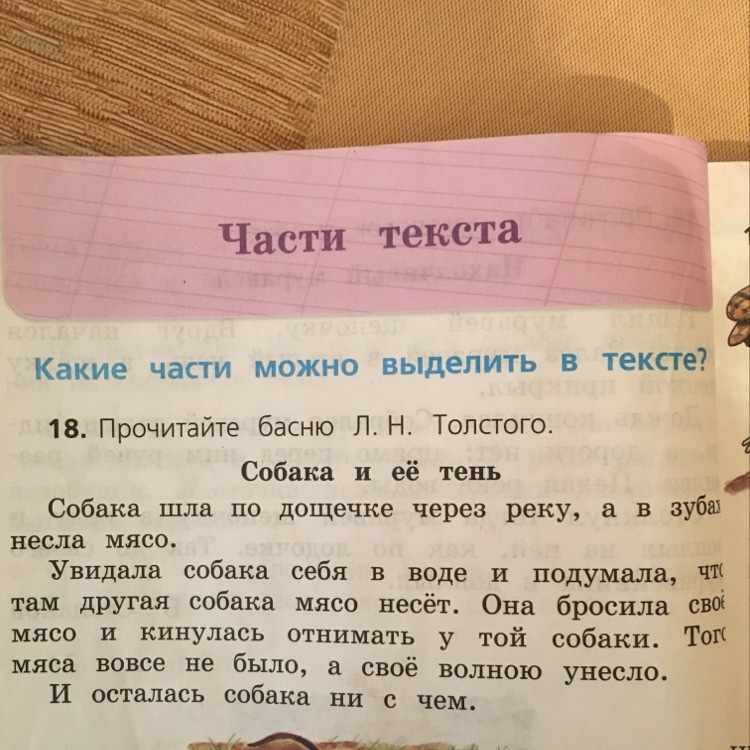 Части текста
Какие части можно выделить в тексте?
18. Прочитайте басню Л. Н. Толстого.
Собака и её тень
Собака шла по дощечке через реку, а в зубах
несла мясо.
Увидала собака себя в воде и подумала, что
там другая собака мясо несёт. Она бросила своё
мясо и кинулась отнимать у той собаки. Того
мяса вовсе не было, а своё волною унесло.
И осталась собака ни с чем.